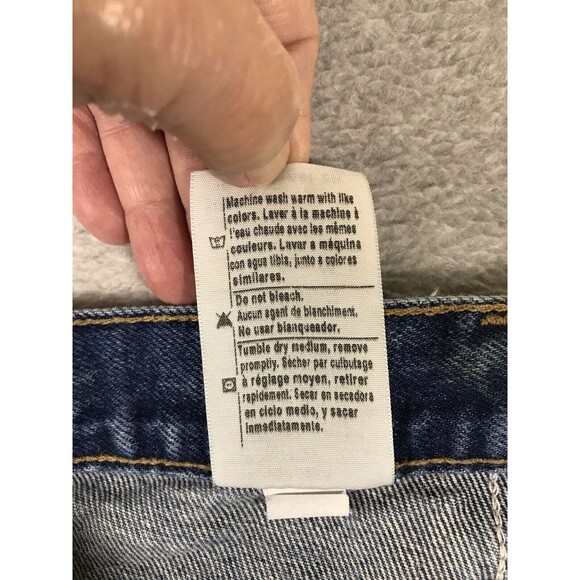 Machine wash warm with like
colors. Laver à la machine à
l'eau chaude avec les mêmes
couleurs. Lavar a máquina
con agua tibia, junto a colores
similares.
Do not bleach.
Aucun agent de blanchiment.
No usar blanqueador.
Tumble dry medium, remove
promptly. Sécher par culbutage
à réglage moyen, retirer
rapidement. Secar en secadora
en ciclo medio, y sacar
inmediatamente.